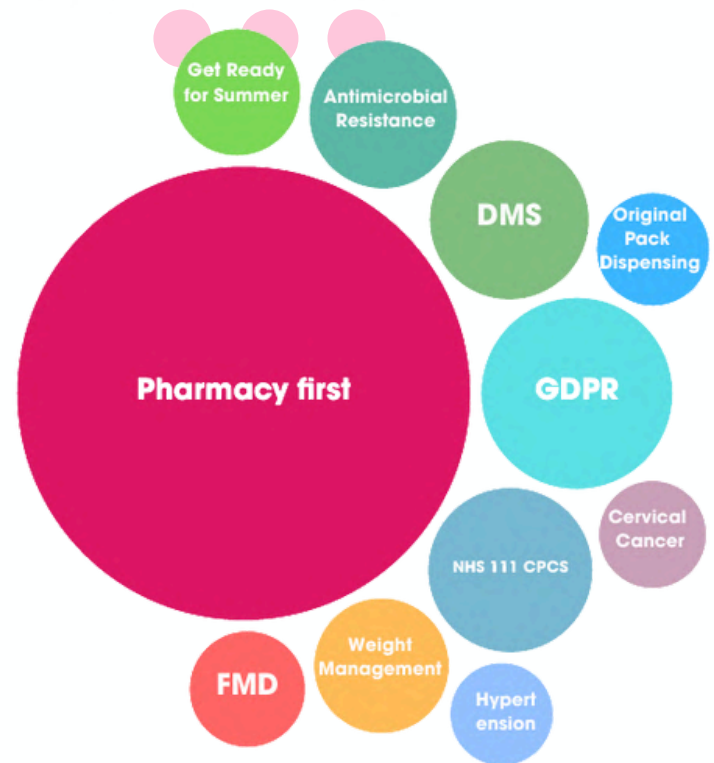 Get Ready
for Summer
Antimicrobial
Resistance
DMS
Original
Pack
Dispensing
Pharmacy first
GDPR
Cervical
Cancer
NHS 111 CPCS
Weight
Management
FMD
Hypert
ension